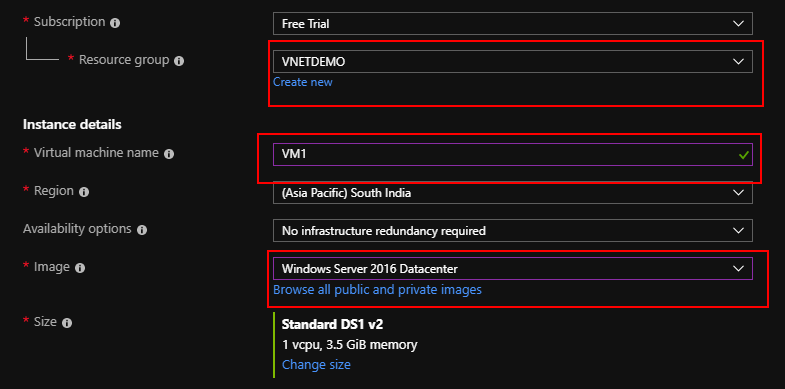 * Subscription
Free Trial
* Resource group
VNETDEMO
Create new
Instance details
* Virtual machine name
VM1
* Region
(Asia Pacific) South India
Availability options
No infrastructure redundancy required
* Image
Windows Server 2016 Datacenter
Browse all public and private images
* Size
Standard DS1 v2
1 vcpu, 3.5 GiB memory
Change size